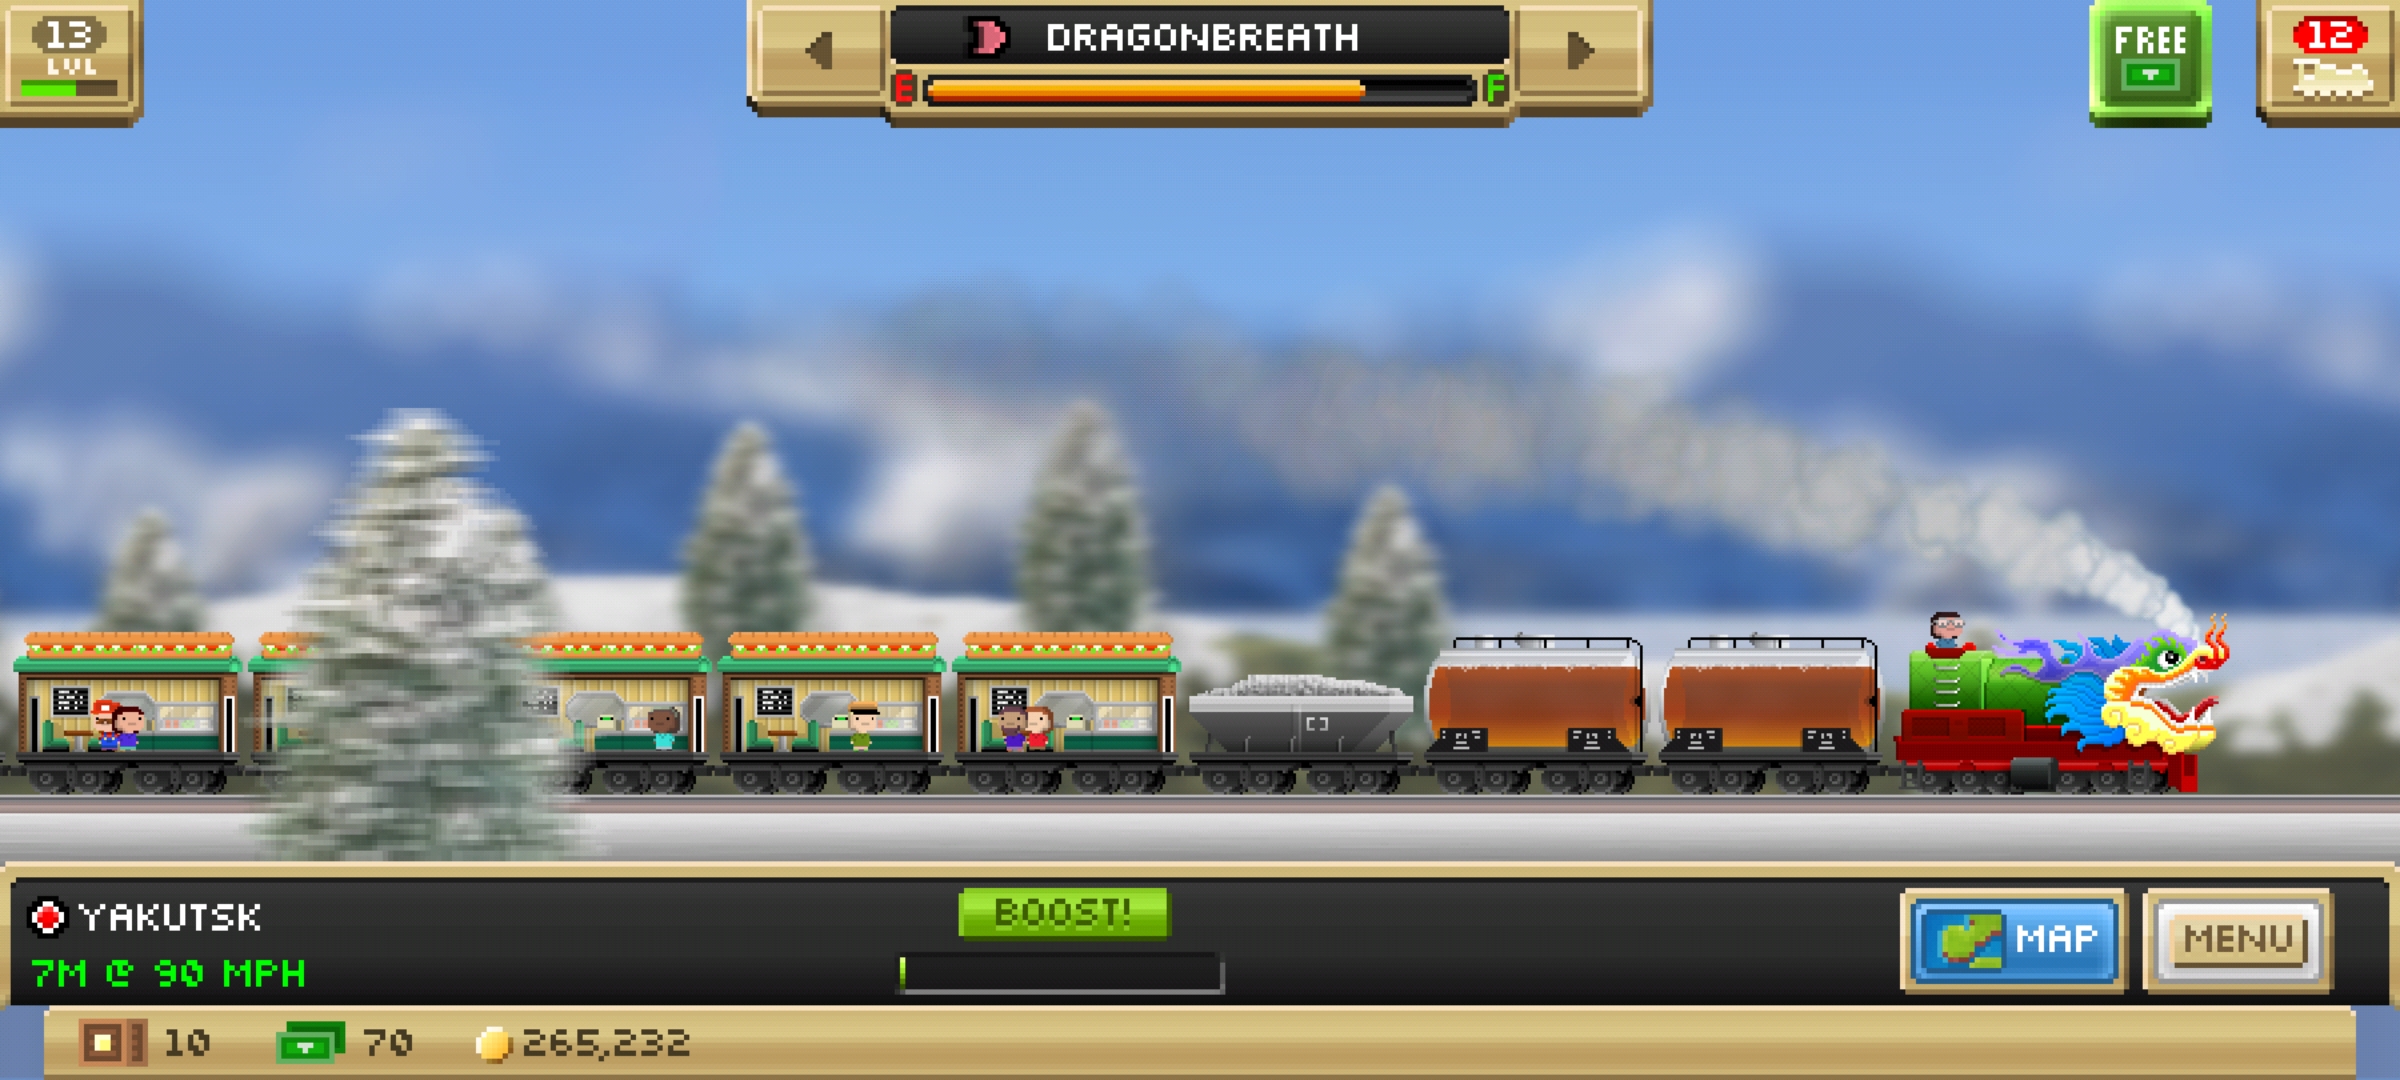 13
LVL
DRAGONBREATH
E F
FREE
12
YAKUTSK
7M @ 90 MPH
BOOST!
MAP
MENU
10
70
265,232